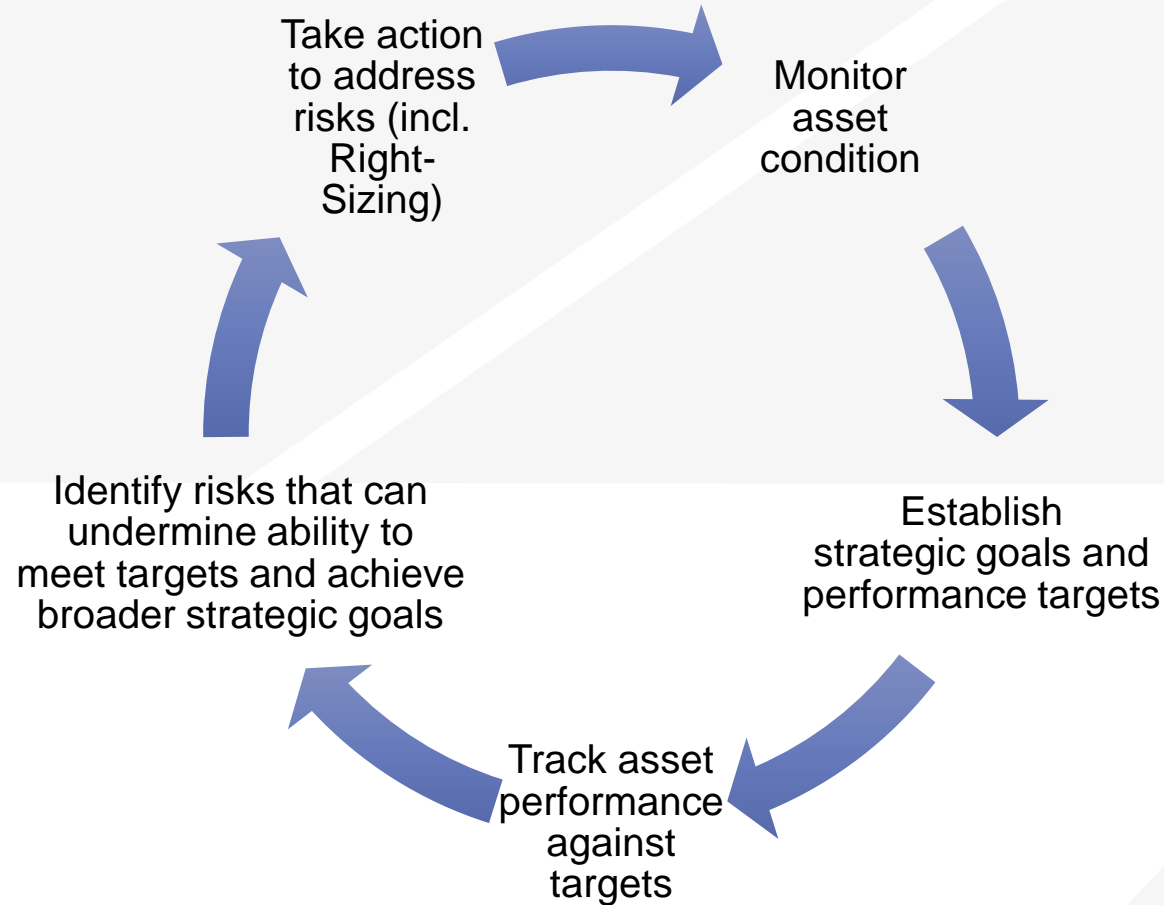 Take action
to address
risks (incl.
Right-
Sizing)
Monitor
asset
condition
Establish
strategic goals and
performance targets
Track asset
performance
against
targets
Identify risks that can
undermine ability to
meet targets and achieve
broader strategic goals